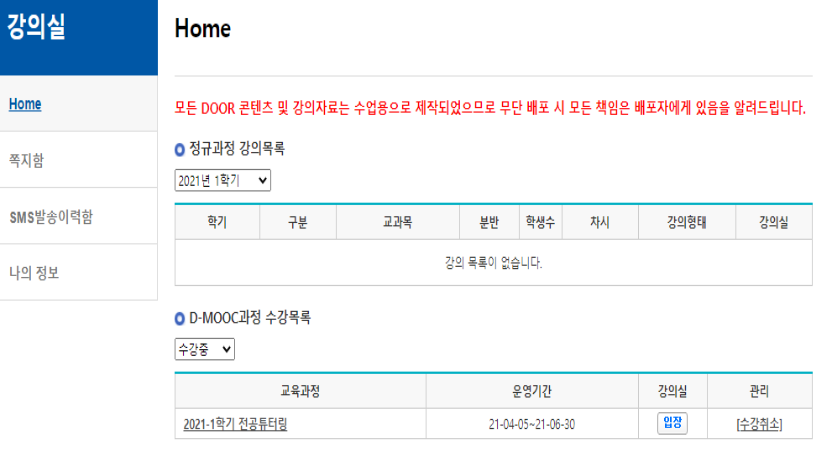 강의실
Home
쪽지함
SMS발송이력함
나의 정보
Home
모든 DOOR 콘텐츠 및 강의자료는 수업용으로 제작되었으므로 무단 배포 시 모든 책임은 배포자에게 있음을 알려드립니다.
정규과정 강의목록
2021년 1학기
학기 구분 교과목 분반 학생수 차시 강의형태 강의실
강의 목록이 없습니다.
D-MOOC과정 수강목록
수강중
교육과정 운영기간 강의실 관리
2021-1학기 전공튜터링 21-04-05~21-06-30 입장 [수강취소]